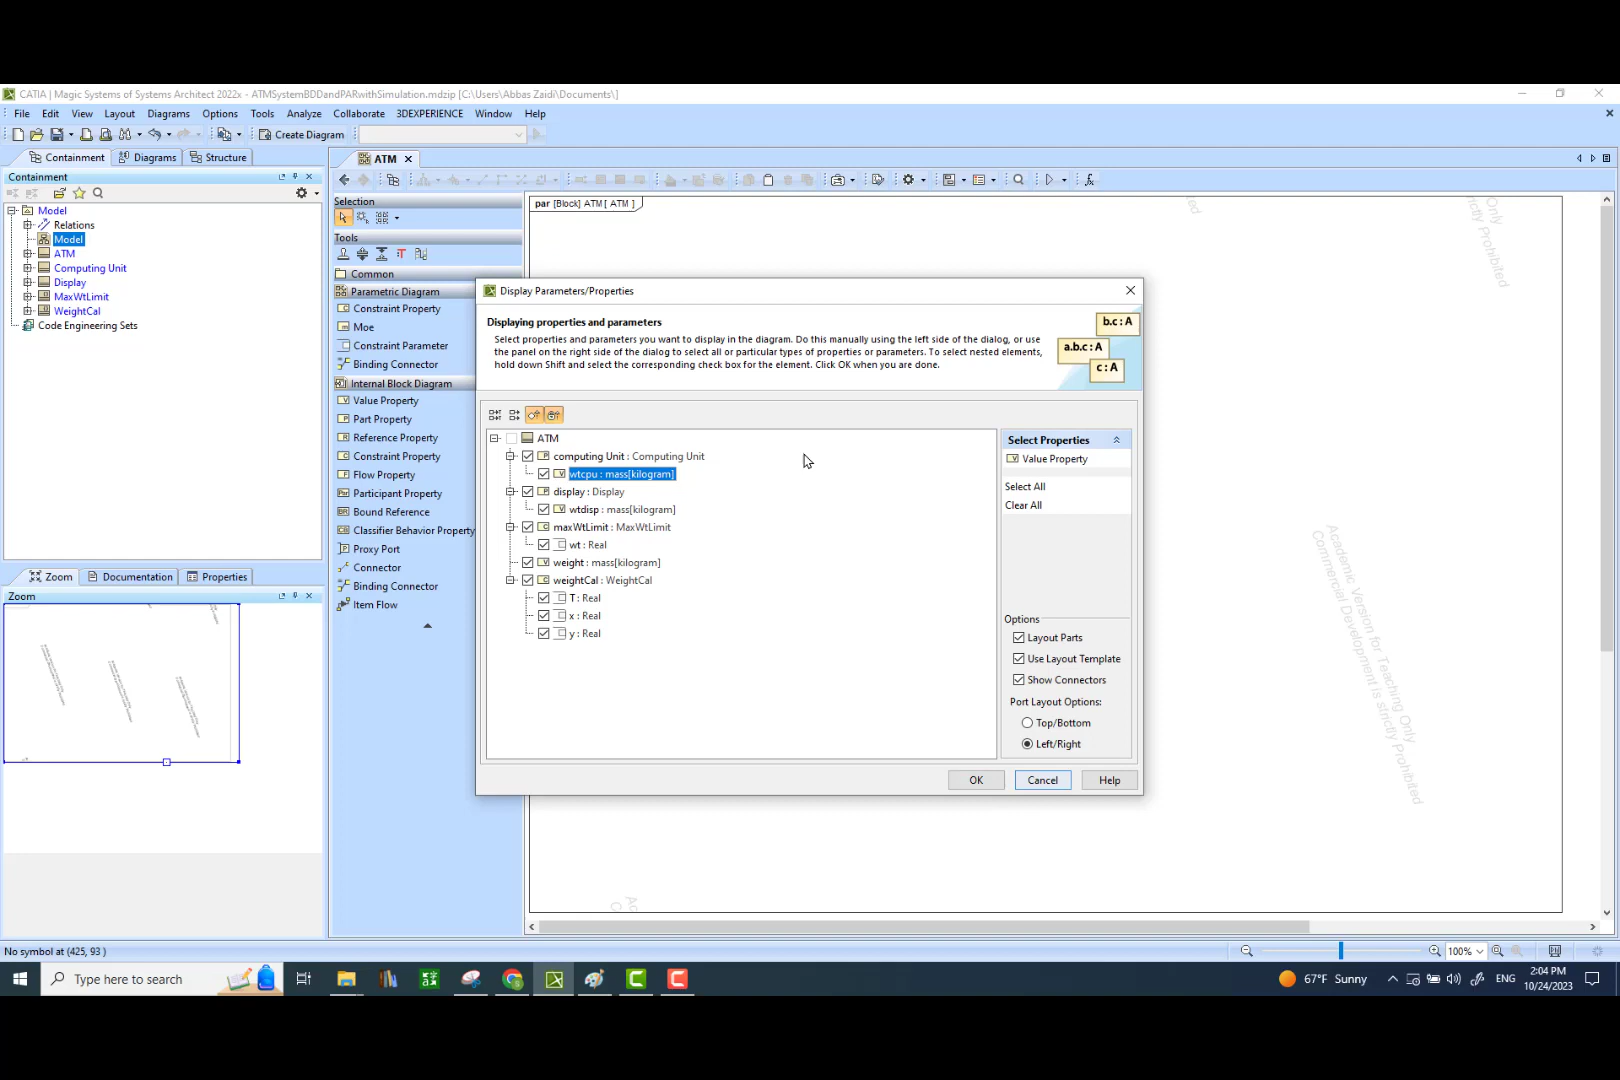 CATIA | Magic Systems of Systems Architect 2022x - ATMSystemBDDandPARwithSimulation.mdzip [C:\Users\Abbas Zaidi\Documents\]
File Edit View Layout Diagrams Options Tools Analyze Collaborate 3DEXPERIENCE Window Help
Create Diagram
Containment Diagrams Structure
Containment
Model
Relations
Model
ATM
Computing Unit
Display
MaxWtLimit
WeightCal
Code Engineering Sets
Zoom Documentation Properties
Zoom
ATM
Selection
Tools
Common
Parametric Diagram
Constraint Property
Moe
Constraint Parameter
Binding Connector
Internal Block Diagram
Value Property
Part Property
Reference Property
Constraint Property
Flow Property
Participant Property
Bound Reference
Classifier Behavior Property
Proxy Port
Connector
Binding Connector
Item Flow
par [Block] ATM [ ATM ]
Display Parameters/Properties
Displaying properties and parameters
Select properties and parameters you want to display in the diagram. Do this manually using the left side of the dialog, or use
the panel on the right side of the dialog to select all or particular types of properties or parameters. To select nested elements,
hold down Shift and select the corresponding check box for the element. Click OK when you are done.
b.c : A
a.b.c : A
c : A
ATM
computing Unit : Computing Unit
wtcpu : mass[kilogram]
display : Display
wtdisp : mass[kilogram]
maxWtLimit : MaxWtLimit
wt : Real
weight : mass[kilogram]
weightCal : WeightCal
T : Real
x : Real
y : Real
Select Properties
Value Property
Select All
Clear All
Options
Layout Parts
Use Layout Template
Show Connectors
Port Layout Options:
Top/Bottom
Left/Right
OK Cancel Help
Only
Prohibited
Academic Version for Teaching Only
Commercial Development is strictly Prohibited
No symbol at (425, 93 )
100%
Type here to search
67°F Sunny
ENG
2:04 PM
10/24/2023